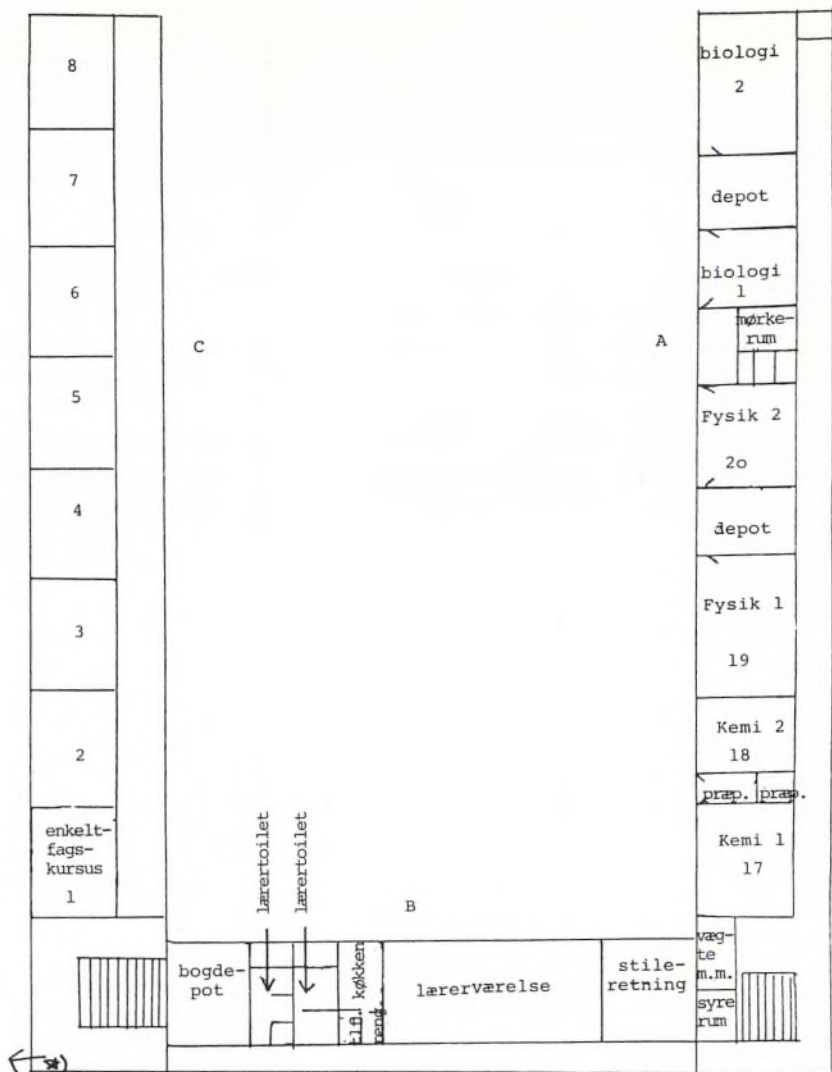 8
7
6
5
4
3
2
enkelt-
fags-
kursus
1
C
A
B
biologi
2
depot
biologi
1
mørke-
rum
Fysik 2
2o
depot
Fysik 1
19
Kemi 2
18
præp. præp.
Kemi 1
17
væg-
te
m.m.
syre
rum
lærertoilet
lærertoilet
bogde-
pot
køkken
tlf.
reng.
lærerværelse
stile-
retning